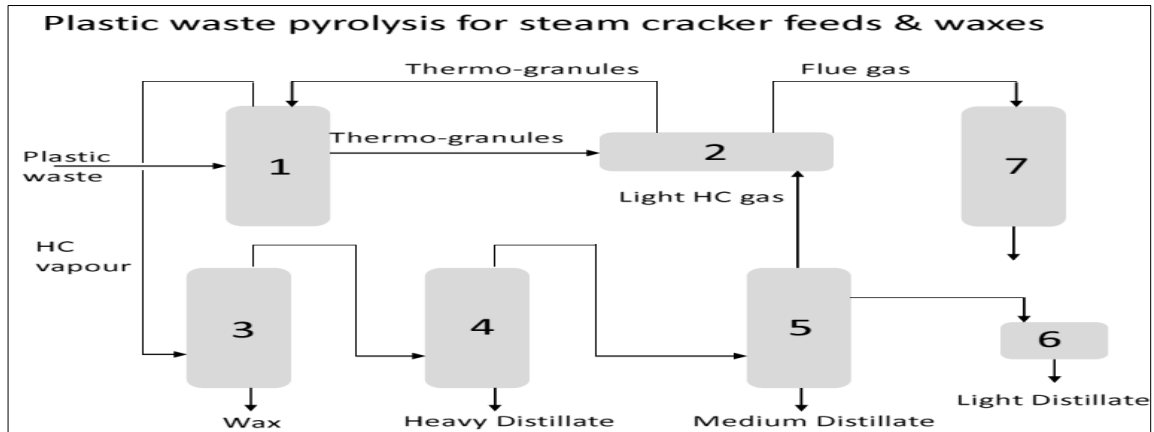 Plastic waste pyrolysis for steam cracker feeds & waxes
Thermo-granules
Flue gas
Thermo-granules
Plastic
waste
1
2
7
Light HC gas
HC
vapour
3
4
5
6
Wax
Heavy Distillate
Medium Distillate
Light Distillate